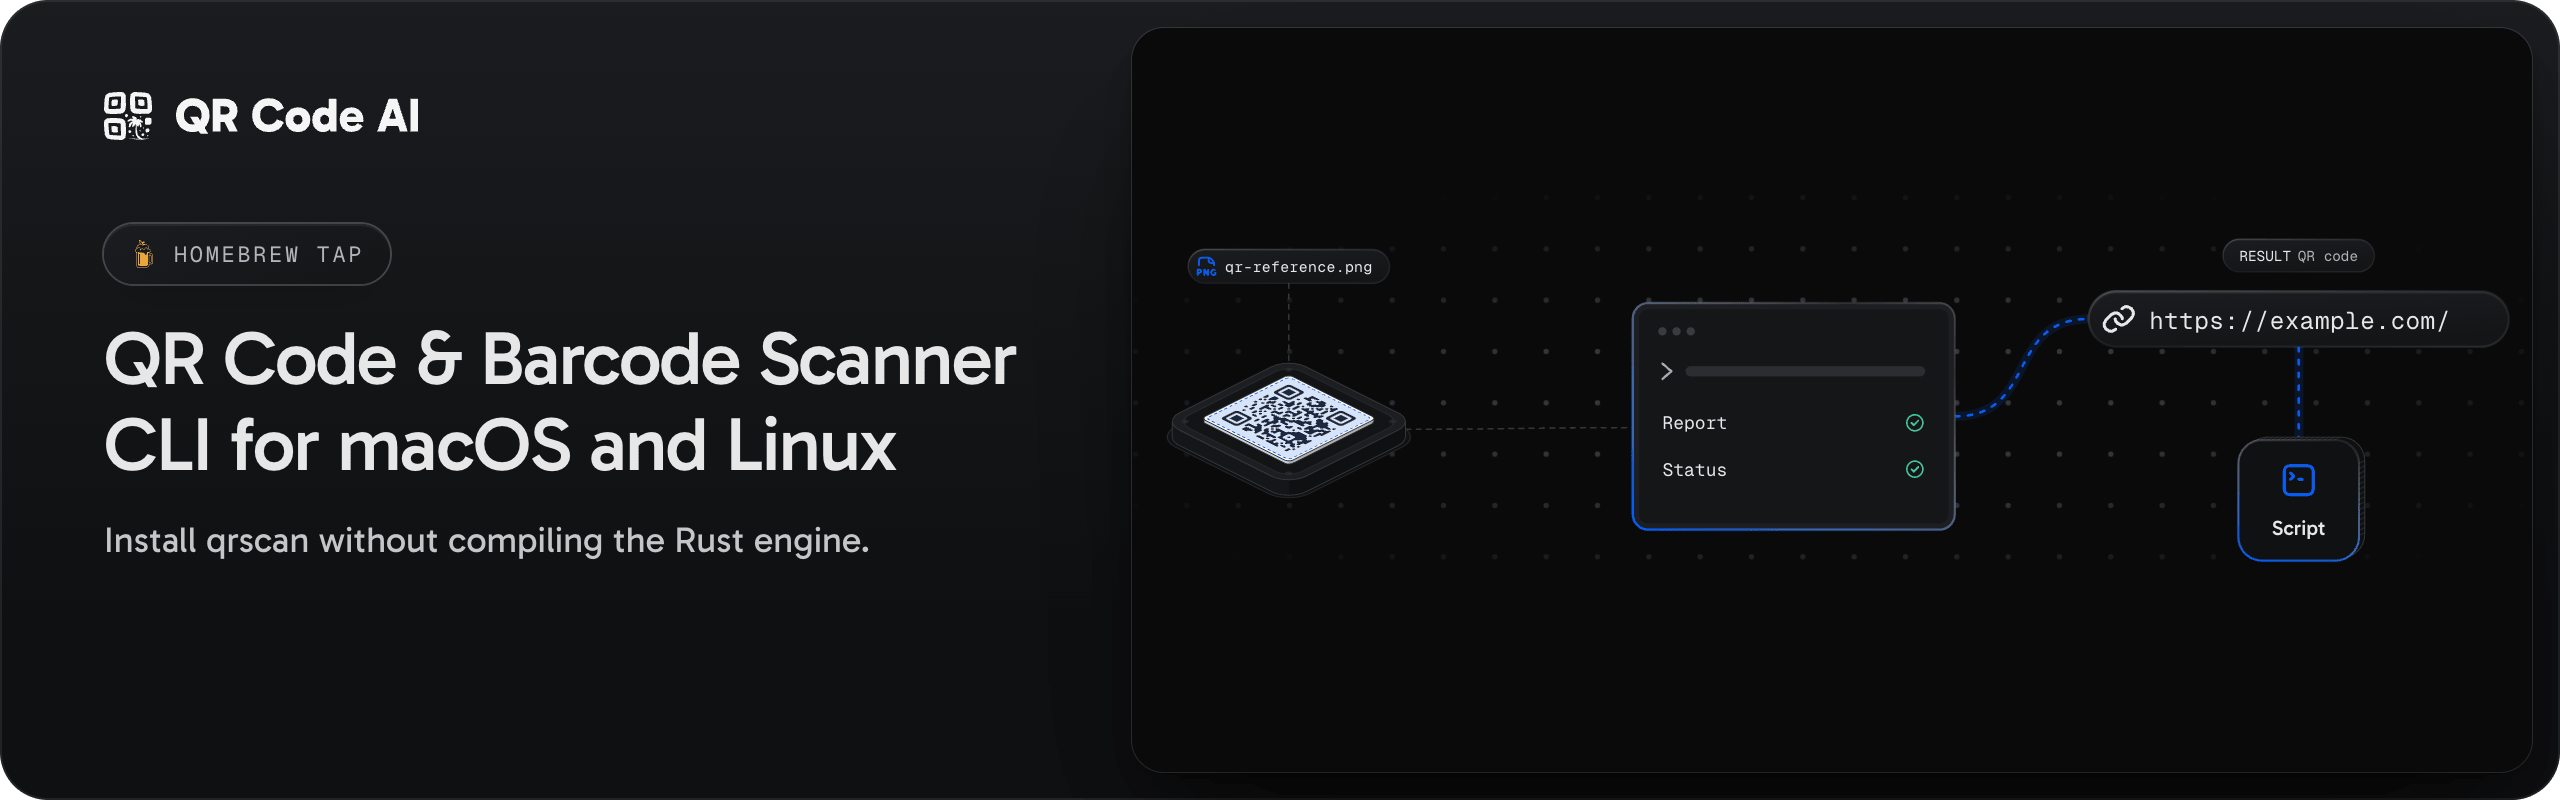 QR Code AI
HOMEBREW TAP
QR Code & Barcode Scanner
CLI for macOS and Linux
Install qrscan without compiling the Rust engine.
PNG qr-reference.png
Report
Status
RESULT QR code
https://example.com/
Script